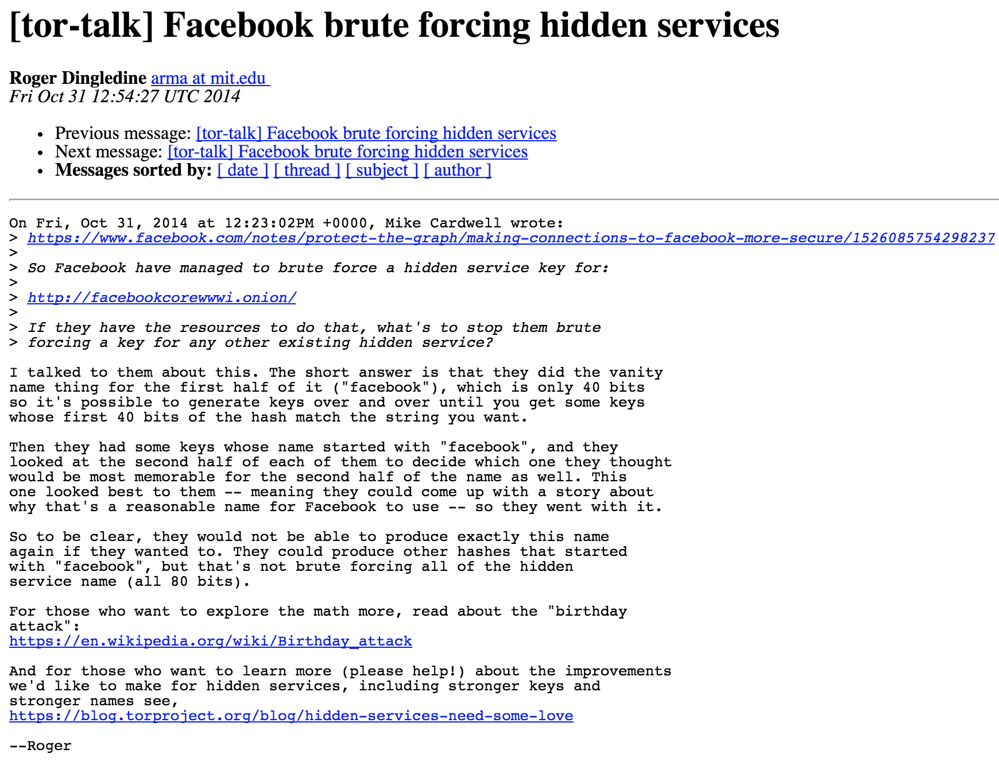 [tor-talk] Facebook brute forcing hidden services
Roger Dingledine arma at mit.edu
Fri Oct 31 12:54:27 UTC 2014
• Previous message: [tor-talk] Facebook brute forcing hidden services
• Next message: [tor-talk] Facebook brute forcing hidden services
• Messages sorted by: [ date ] [ thread ] [ subject ] [ author ]
On Fri, Oct 31, 2014 at 12:23:02PM +0000, Mike Cardwell wrote:
> https://www.facebook.com/notes/protect-the-graph/making-connections-to-facebook-more-secure/1526085754298237
>
> So Facebook have managed to brute force a hidden service key for:
>
> http://facebookcorewwwi.onion/
>
> If they have the resources to do that, what's to stop them brute
> forcing a key for any other existing hidden service?
I talked to them about this. The short answer is that they did the vanity
name thing for the first half of it ("facebook"), which is only 40 bits
so it's possible to generate keys over and over until you get some keys
whose first 40 bits of the hash match the string you want.
Then they had some keys whose name started with "facebook", and they
looked at the second half of each of them to decide which one they thought
would be most memorable for the second half of the name as well. This
one looked best to them -- meaning they could come up with a story about
why that's a reasonable name for Facebook to use -- so they went with it.
So to be clear, they would not be able to produce exactly this name
again if they wanted to. They could produce other hashes that started
with "facebook", but that's not brute forcing all of the hidden
service name (all 80 bits).
For those who want to explore the math more, read about the "birthday
attack":
https://en.wikipedia.org/wiki/Birthday_attack
And for those who want to learn more (please help!) about the improvements
we'd like to make for hidden services, including stronger keys and
stronger names see,
https://blog.torproject.org/blog/hidden-services-need-some-love
--Roger